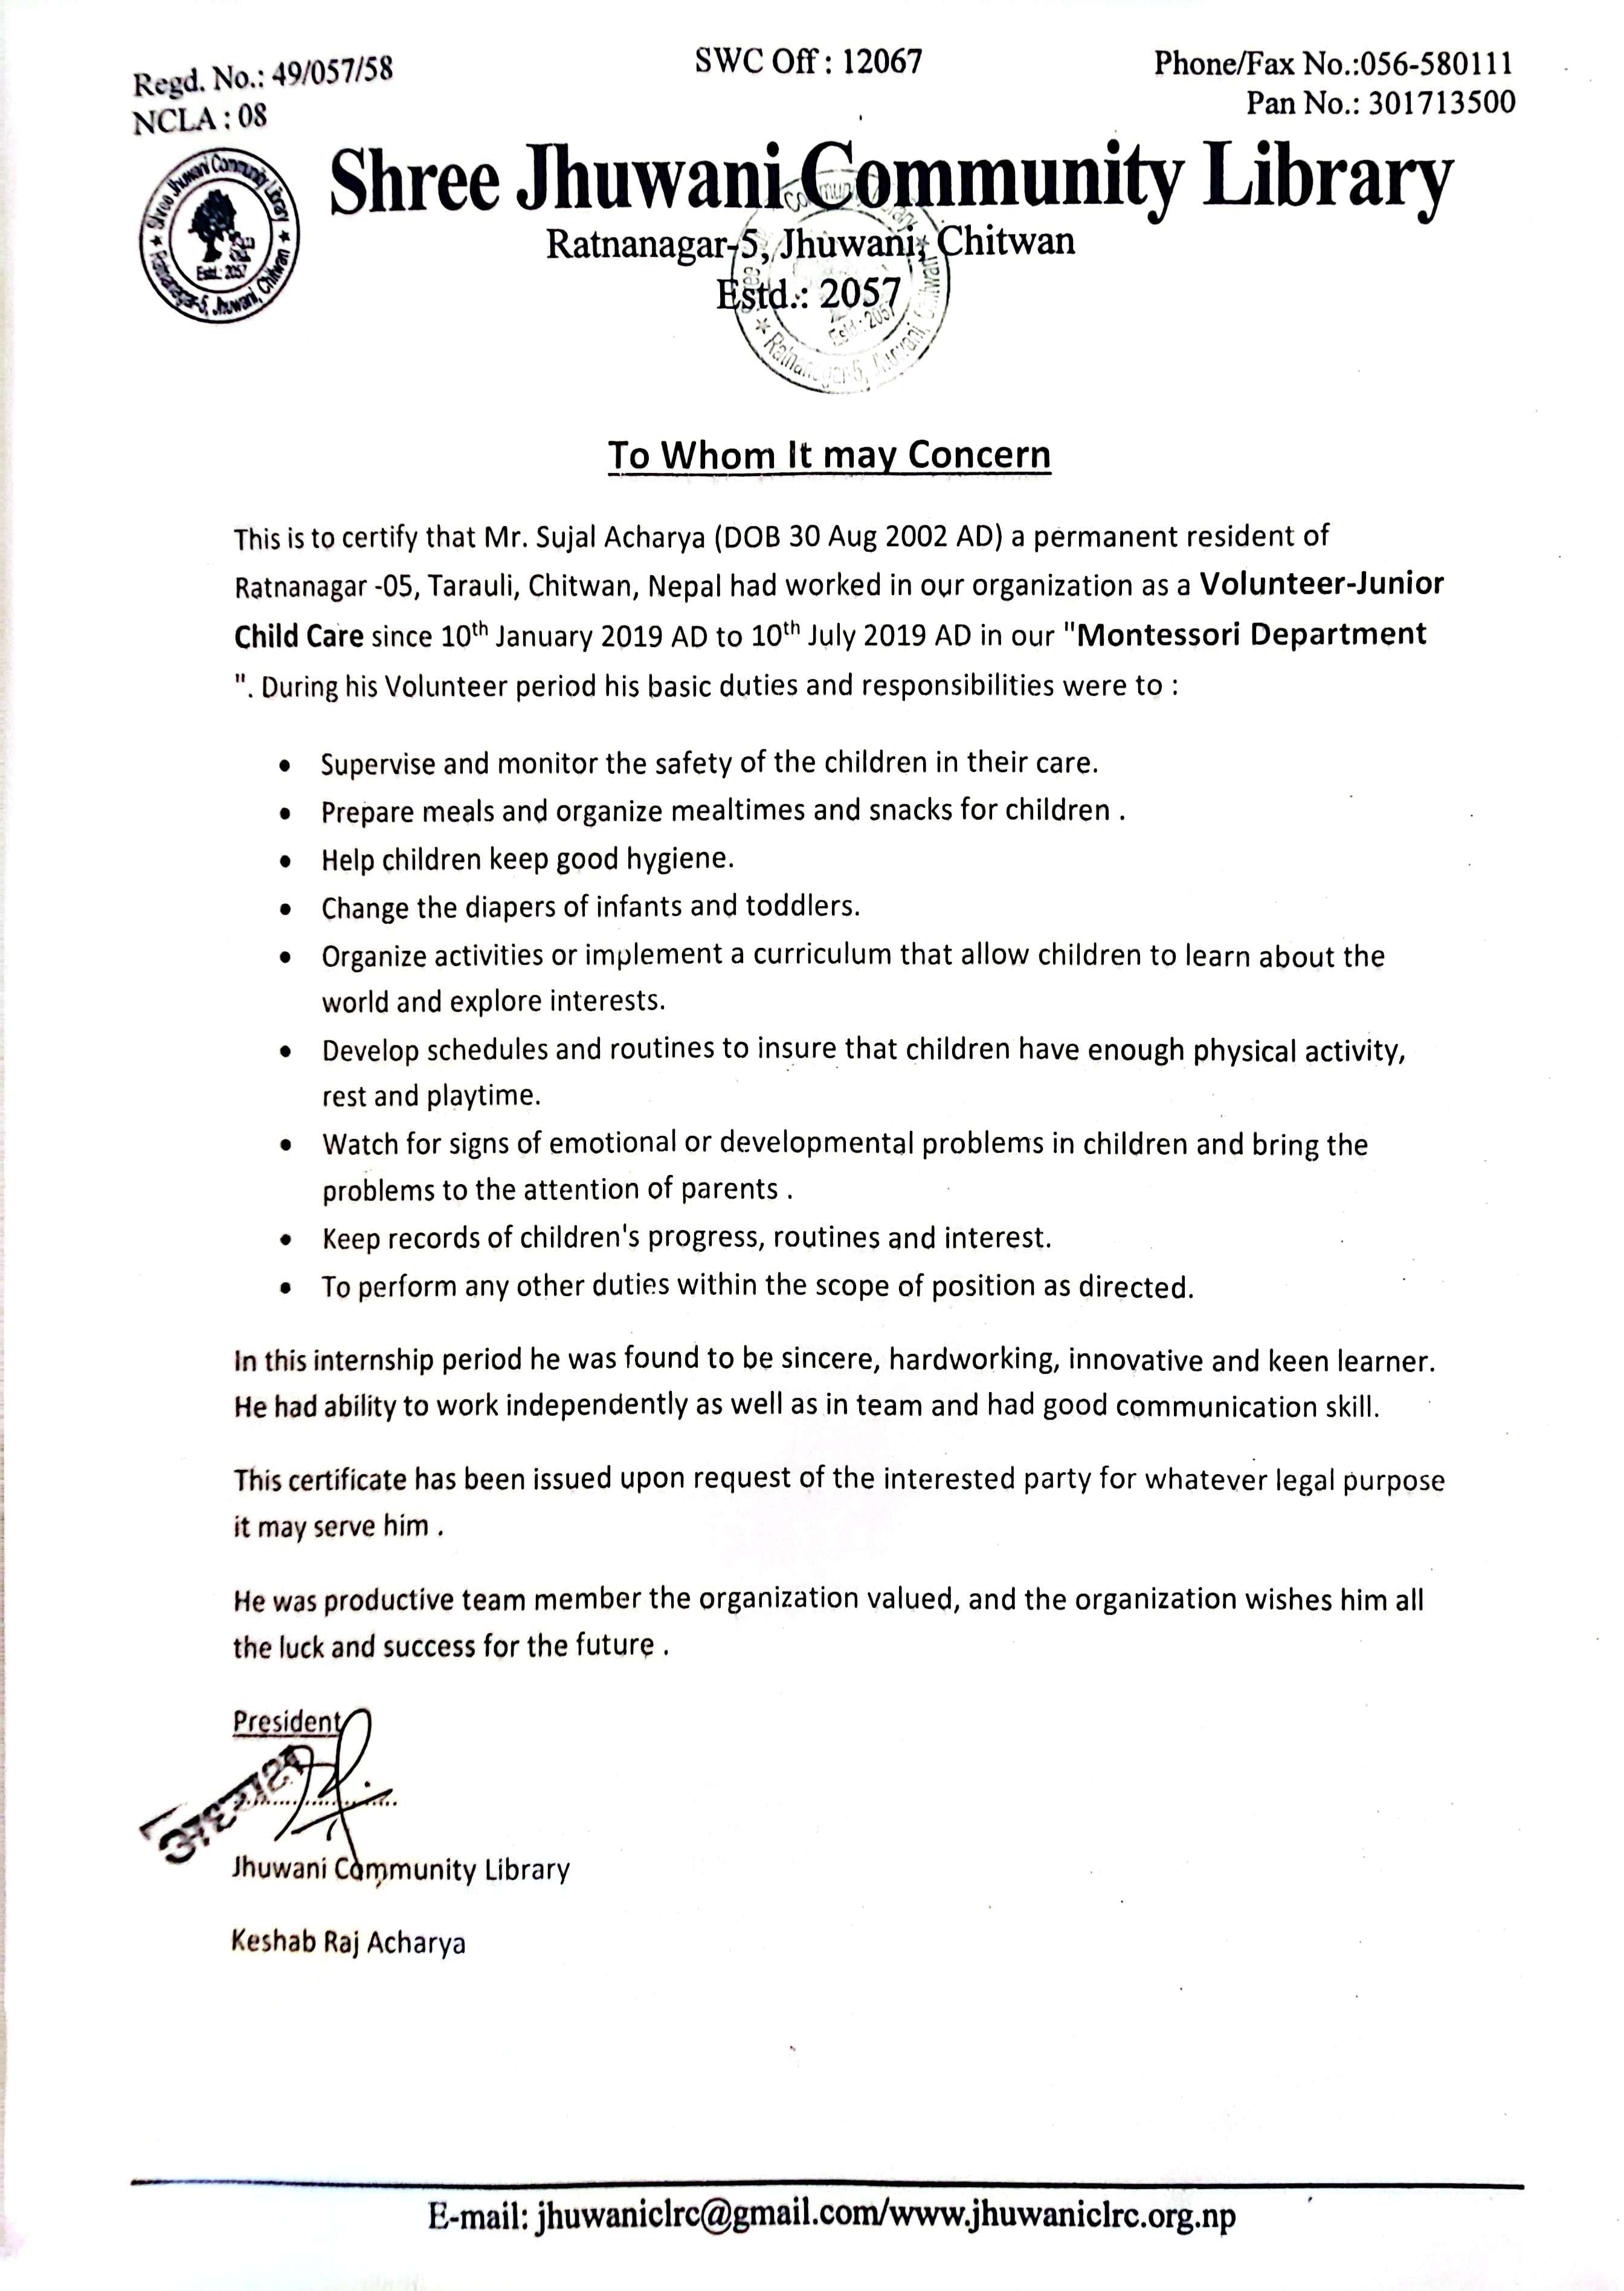 Regd. No.: 49/057/58
SWC Off : 12067
Phone/Fax No.:056-580111
NCLA : 08
Pan No.: 301713500
Shree Jhuwani Community Library
Ratnanagar-5, Jhuwani, Chitwan
Estd.: 2057
Shree Jhuwani Community Library
Estd.: 2057
Ratnanagar-5, Jhuwani, Chitwan
To Whom It may Concern
This is to certify that Mr. Sujal Acharya (DOB 30 Aug 2002 AD) a permanent resident of
Ratnanagar -05, Tarauli, Chitwan, Nepal had worked in our organization as a Volunteer-Junior
Child Care since 10th January 2019 AD to 10th July 2019 AD in our "Montessori Department
". During his Volunteer period his basic duties and responsibilities were to :
• Supervise and monitor the safety of the children in their care.
• Prepare meals and organize mealtimes and snacks for children .
• Help children keep good hygiene.
• Change the diapers of infants and toddlers.
• Organize activities or implement a curriculum that allow children to learn about the
world and explore interests.
• Develop schedules and routines to insure that children have enough physical activity,
rest and playtime.
• Watch for signs of emotional or developmental problems in children and bring the
problems to the attention of parents .
• Keep records of children's progress, routines and interest.
• To perform any other duties within the scope of position as directed.
In this internship period he was found to be sincere, hardworking, innovative and keen learner.
He had ability to work independently as well as in team and had good communication skill.
This certificate has been issued upon request of the interested party for whatever legal purpose
it may serve him .
He was productive team member the organization valued, and the organization wishes him all
the luck and success for the future .
President
Jhuwani Community Library
Keshab Raj Acharya
E-mail: jhuwaniclrc@gmail.com/www.jhuwaniclrc.org.np